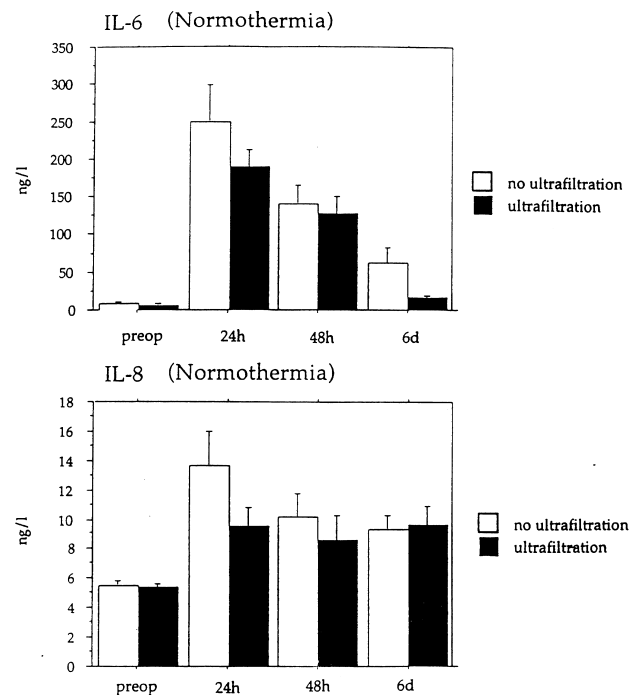 IL-6 (Normothermia)
350
300
250
200
150
100
50
0
ng/l
preop 24h 48h 6d
no ultrafiltration
ultrafiltration
IL-8 (Normothermia)
18
16
14
12
10
8
6
4
2
0
ng/l
preop 24h 48h 6d
no ultrafiltration
ultrafiltration